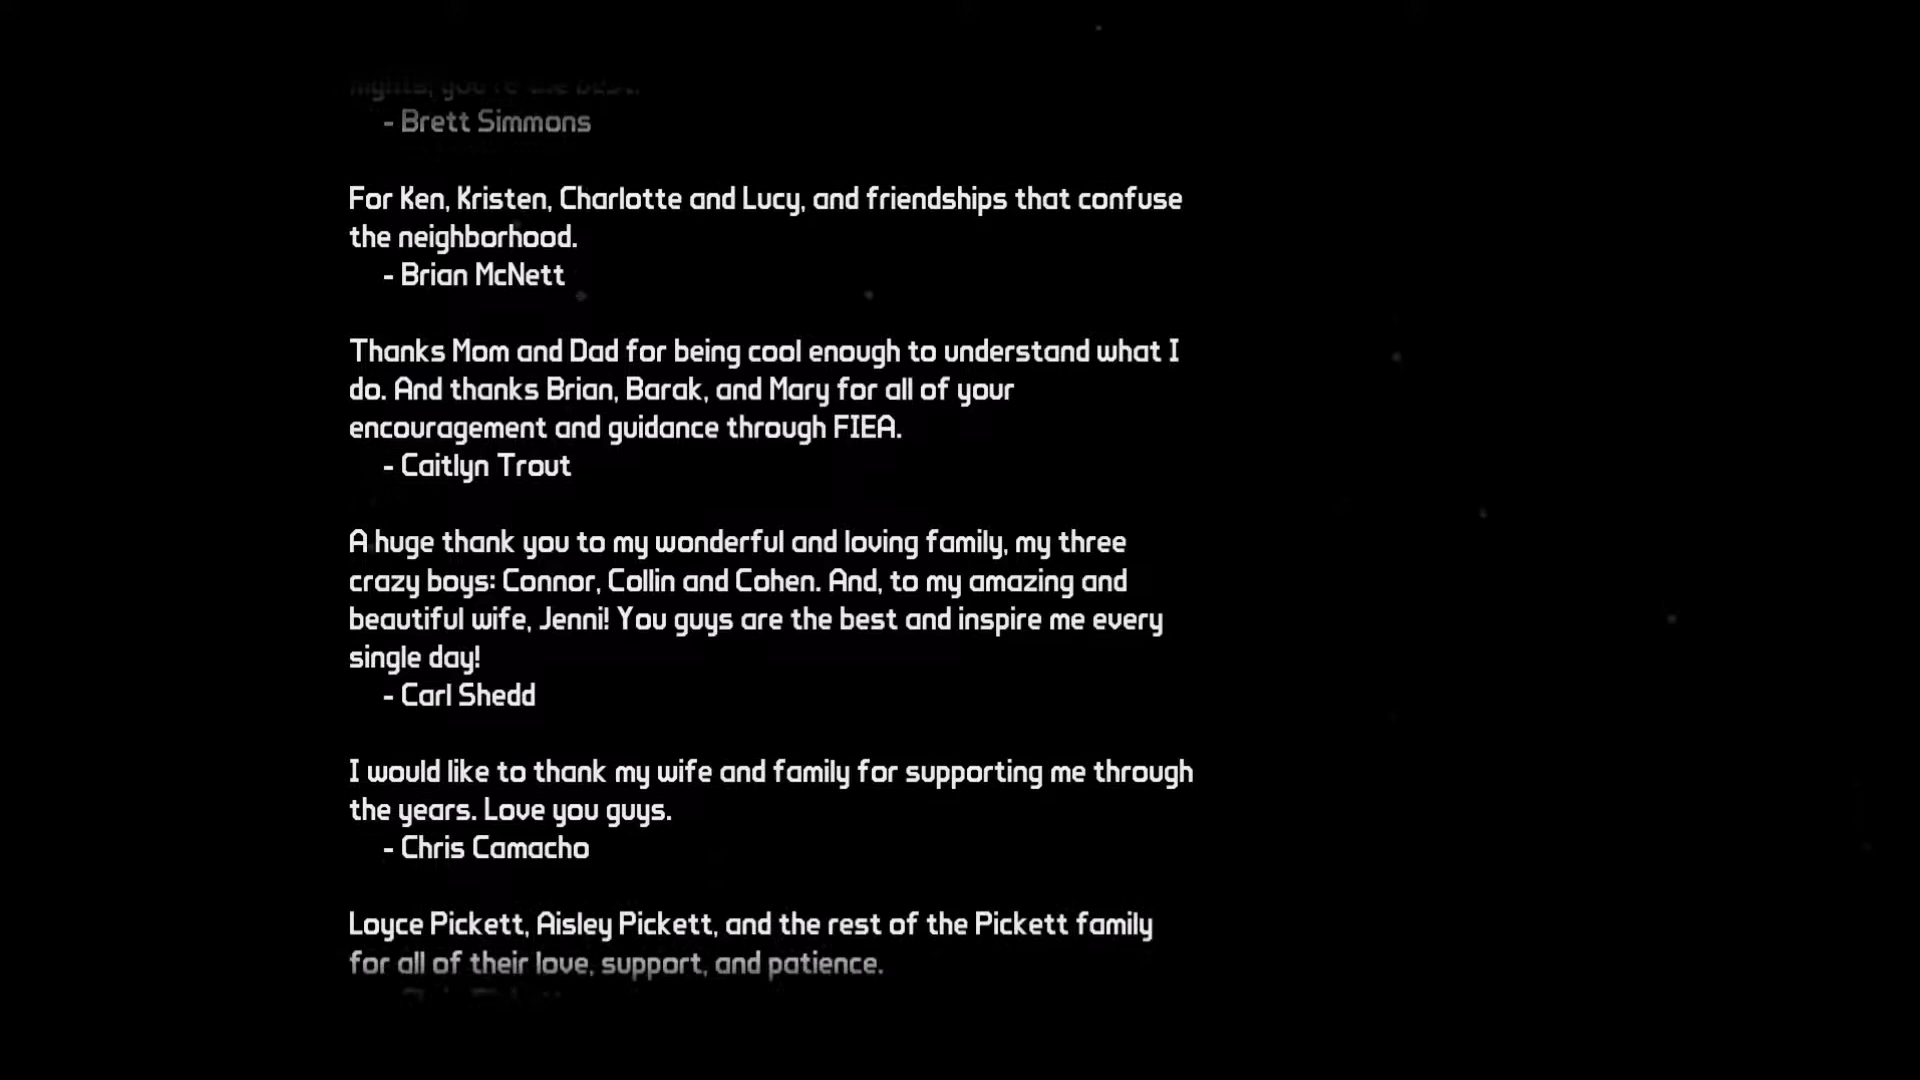 nights, you're the best.
- Brett Simmons
For Ken, Kristen, Charlotte and Lucy, and friendships that confuse
the neighborhood.
- Brian McNett
Thanks Mom and Dad for being cool enough to understand what I
do. And thanks Brian, Barak, and Mary for all of your
encouragement and guidance through FIEA.
- Caitlyn Trout
A huge thank you to my wonderful and loving family, my three
crazy boys: Connor, Collin and Cohen. And, to my amazing and
beautiful wife, Jenni! You guys are the best and inspire me every
single day!
- Carl Shedd
I would like to thank my wife and family for supporting me through
the years. Love you guys.
- Chris Camacho
Loyce Pickett, Aisley Pickett, and the rest of the Pickett family
for all of their love, support, and patience.